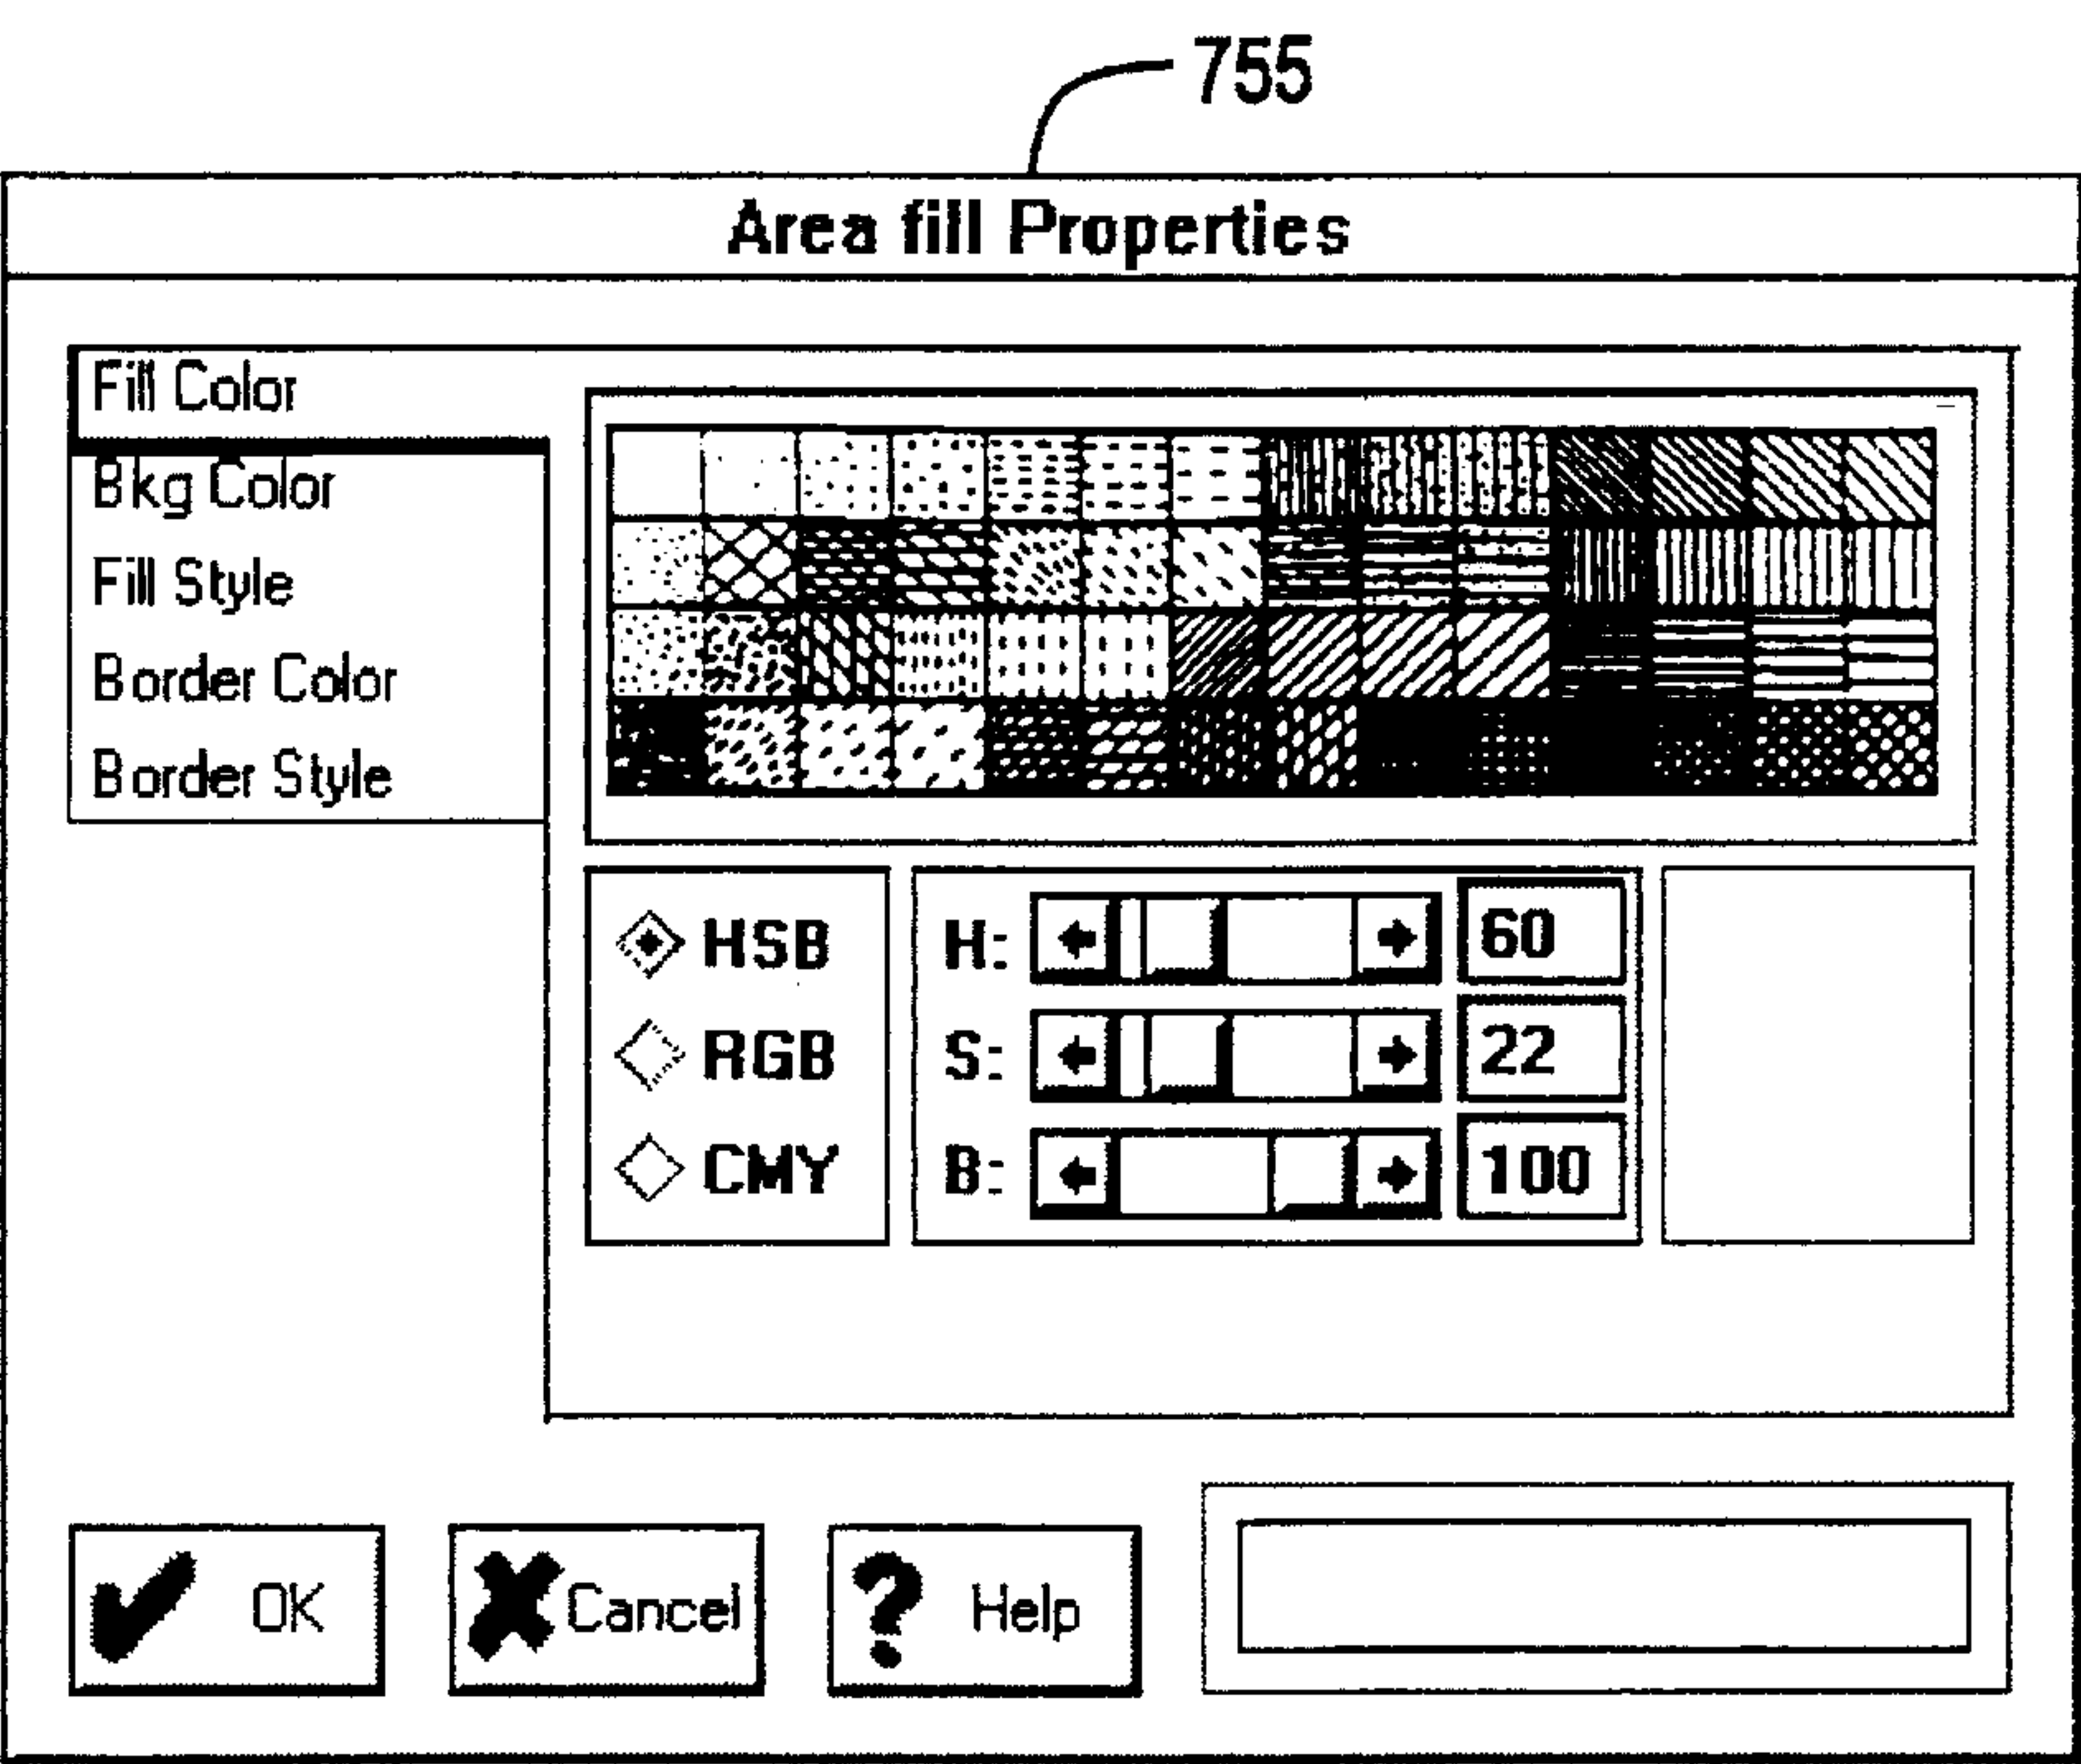 755
Area fill Properties
Fill Color
Bkg Color
Fill Style
Border Color
Border Style
HSB
RGB
CMY
H: 60
S: 22
B: 100
OK
Cancel
Help